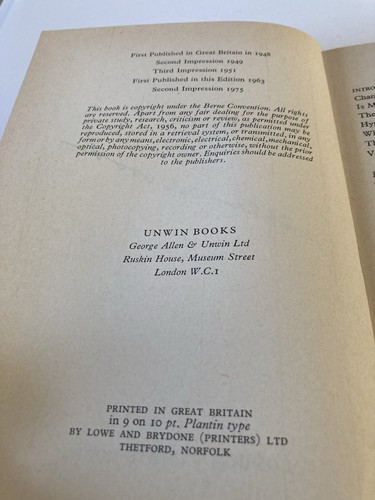 First Published in Great Britain in 1948
Second Impression 1949
Third Impression 1951
First Published in this Edition 1963
Second Impression 1975
This book is copyright under the Berne Convention. All rights
are reserved. Apart from any fair dealing for the purpose of
private study, research, criticism or review, as permitted under
the Copyright Act, 1956, no part of this publication may be
reproduced, stored in a retrieval system, or transmitted, in any
form or by any means, electronic, electrical, chemical, mechanical,
optical, photocopying, recording or otherwise, without the prior
permission of the copyright owner. Enquiries should be addressed
to the publishers.
UNWIN BOOKS
George Allen & Unwin Ltd
Ruskin House, Museum Street
London W.C.1
PRINTED IN GREAT BRITAIN
in 9 on 10 pt. Plantin type
BY LOWE AND BRYDONE (PRINTERS) LTD
THETFORD, NORFOLK